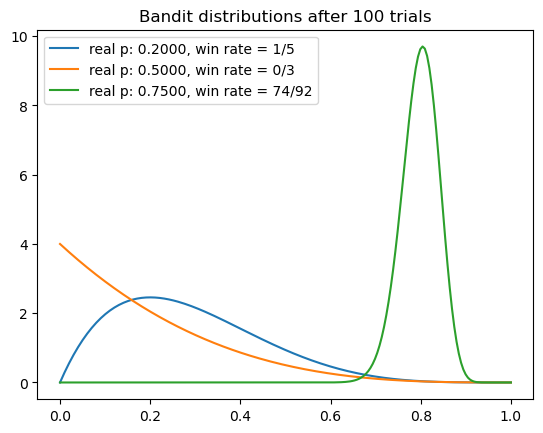 Bandit distributions after 100 trials
real p: 0.2000, win rate = 1/5
real p: 0.5000, win rate = 0/3
real p: 0.7500, win rate = 74/92
10
8
6
4
2
0
0.0 0.2 0.4 0.6 0.8 1.0